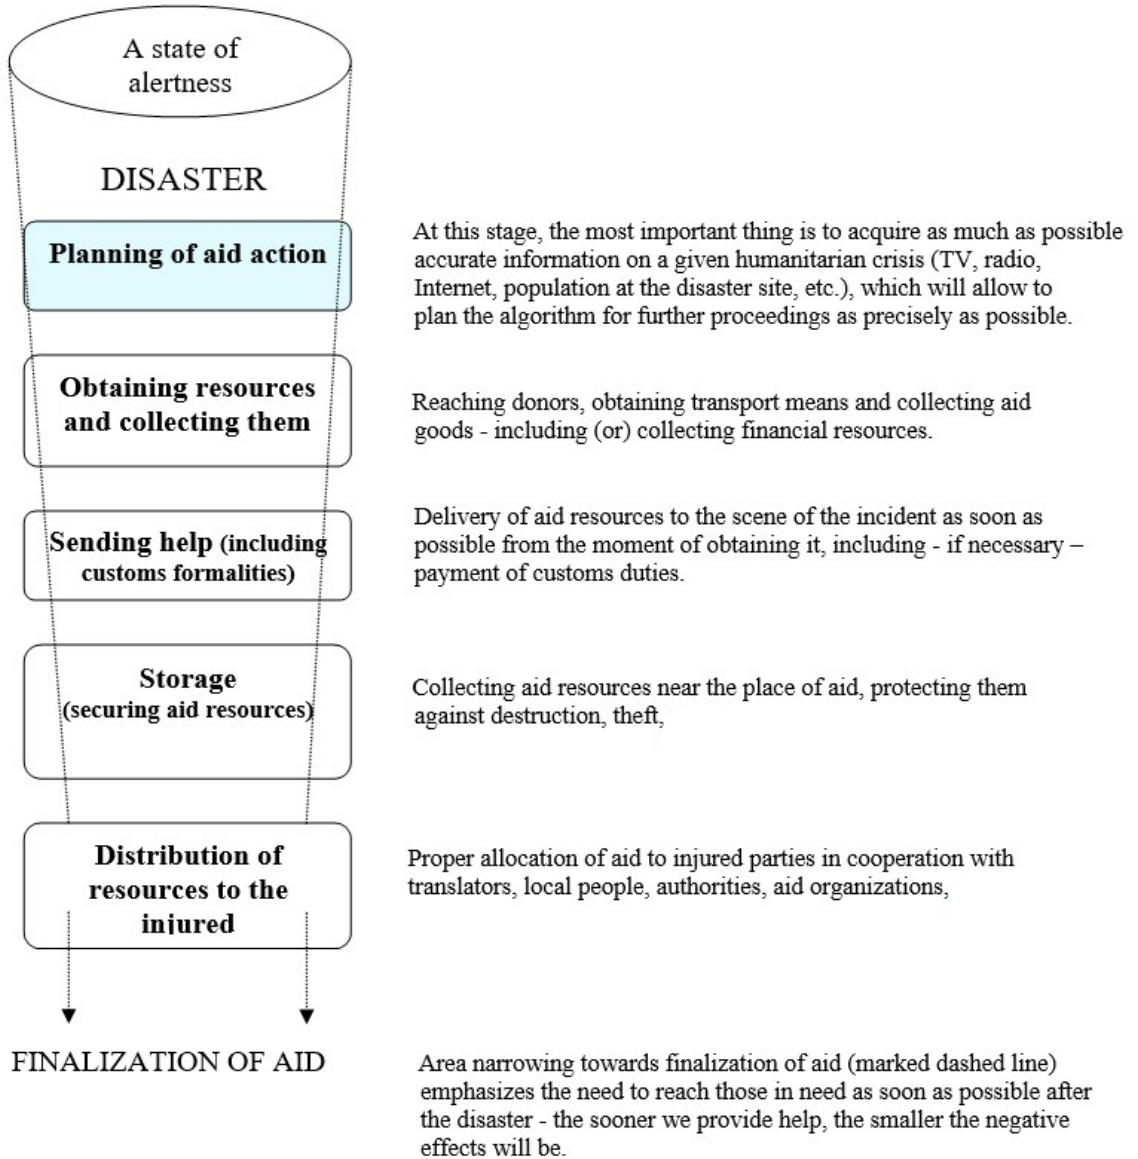 A state of
alertness
DISASTER
Planning of aid action
At this stage, the most important thing is to acquire as much as possible
accurate information on a given humanitarian crisis (TV, radio,
Internet, population at the disaster site, etc.), which will allow to
plan the algorithm for further proceedings as precisely as possible.
Obtaining resources
and collecting them
Reaching donors, obtaining transport means and collecting aid
goods - including (or) collecting financial resources.
Sending help (including
customs formalities)
Delivery of aid resources to the scene of the incident as soon as
possible from the moment of obtaining it, including - if necessary –
payment of customs duties.
Storage
(securing aid resources)
Collecting aid resources near the place of aid, protecting them
against destruction, theft,
Distribution of
resources to the
injured
Proper allocation of aid to injured parties in cooperation with
translators, local people, authorities, aid organizations,
FINALIZATION OF AID
Area narrowing towards finalization of aid (marked dashed line)
emphasizes the need to reach those in need as soon as possible after
the disaster - the sooner we provide help, the smaller the negative
effects will be.